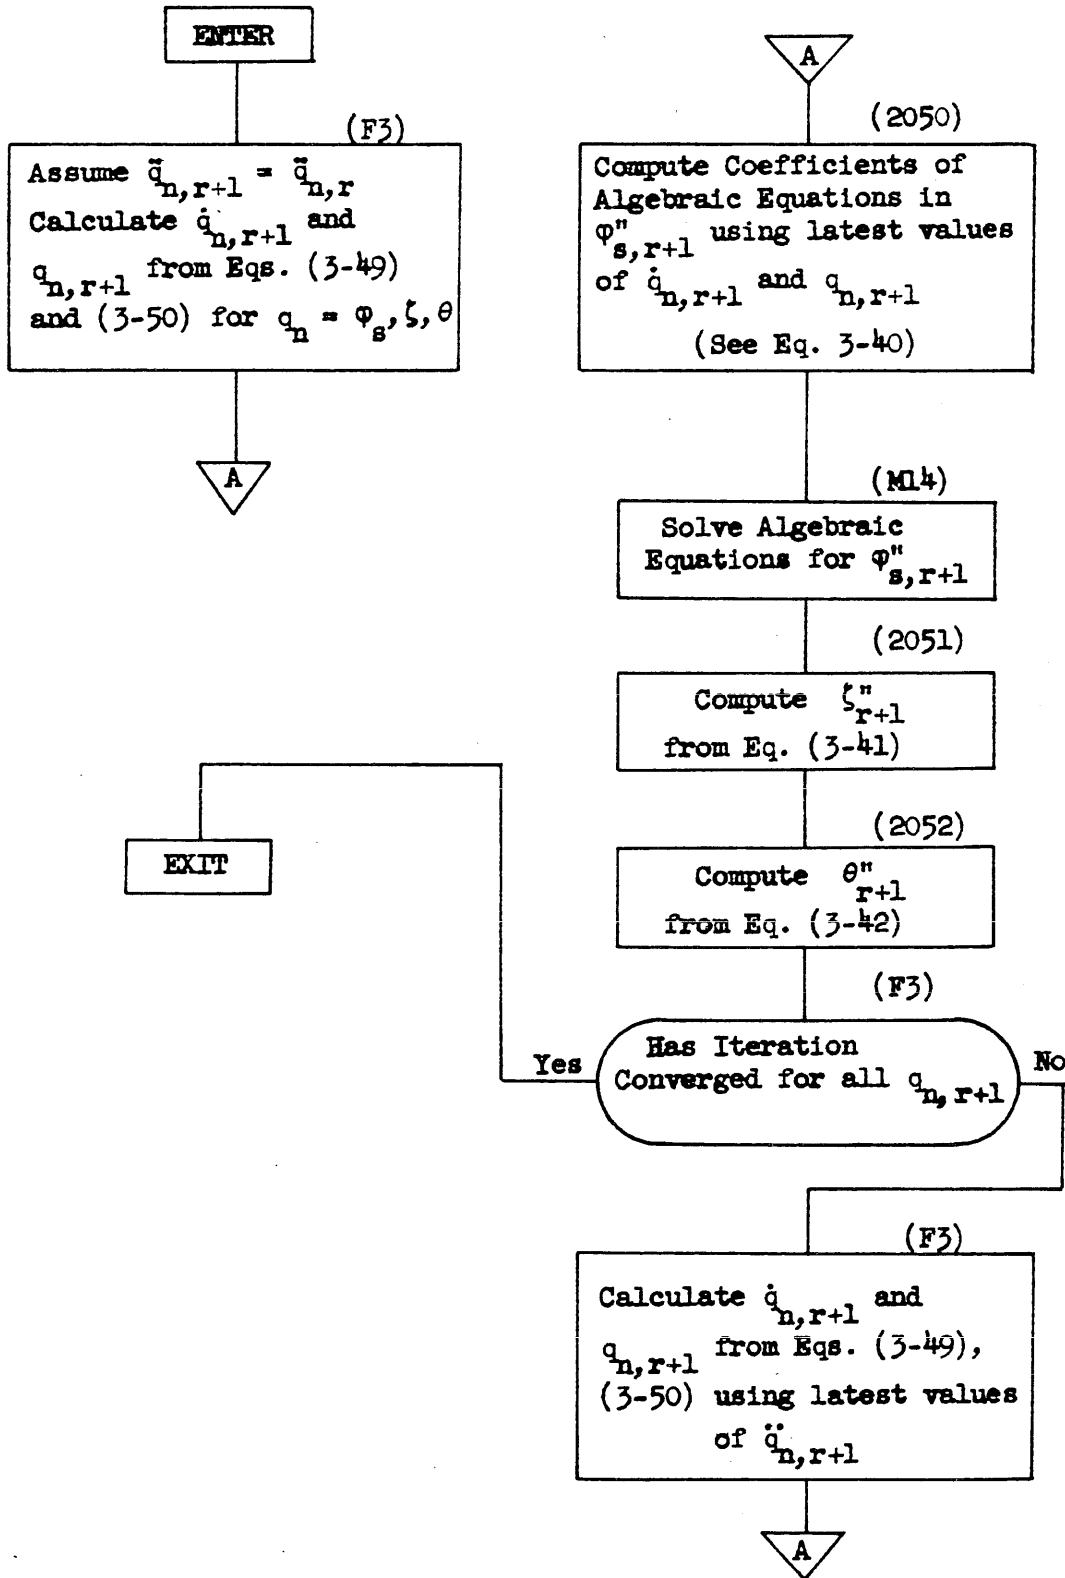 ENTER
(F3)
Assume q̈n,r+1 = q̈n,r
Calculate q̇n,r+1 and
qn,r+1 from Eqs. (3-49)
and (3-50) for qn = φs, ζ, θ
A
A
(2050)
Compute Coefficients of
Algebraic Equations in
φ"s,r+1 using latest values
of q̇n,r+1 and qn,r+1
(See Eq. 3-40)
(M14)
Solve Algebraic
Equations for φ"s,r+1
(2051)
Compute ζ"r+1
from Eq. (3-41)
(2052)
Compute θ"r+1
from Eq. (3-42)
(F3)
Has Iteration
Converged for all qn,r+1
Yes
No
EXIT
(F3)
Calculate q̇n,r+1 and
qn,r+1 from Eqs. (3-49),
(3-50) using latest values
of q̈n,r+1
A